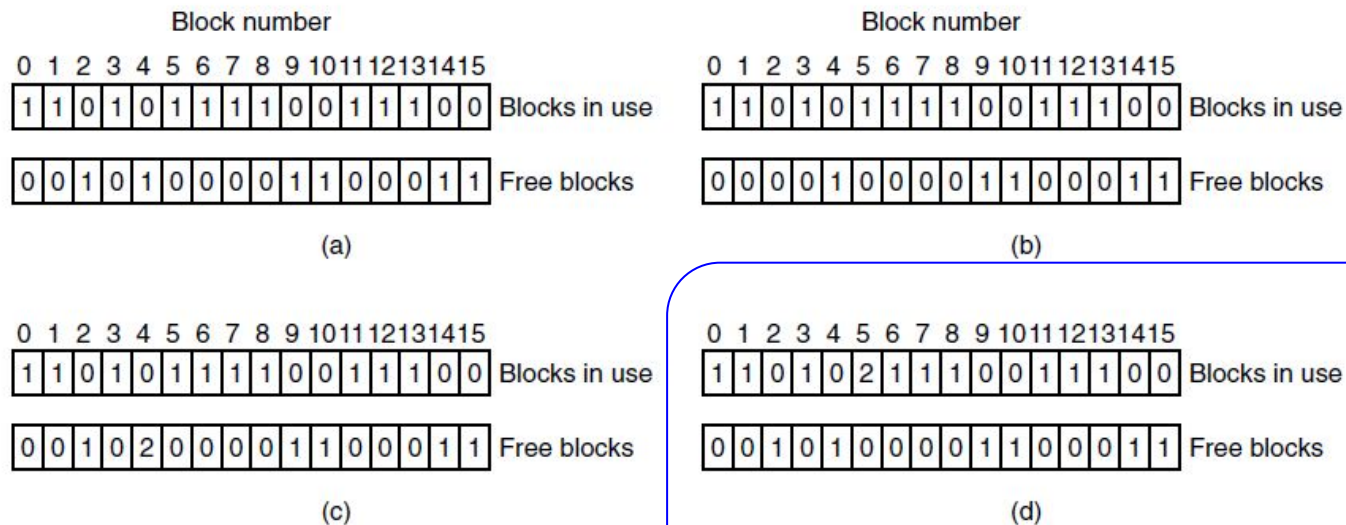 Block number
0 1 2 3 4 5 6 7 8 9 10 11 12 13 14 15
1 1 0 1 0 1 1 1 1 0 0 1 1 1 0 0 Blocks in use
0 0 1 0 1 0 0 0 0 1 1 0 0 0 1 1 Free blocks
(a)
Block number
0 1 2 3 4 5 6 7 8 9 10 11 12 13 14 15
1 1 0 1 0 1 1 1 1 0 0 1 1 1 0 0 Blocks in use
0 0 0 0 1 0 0 0 0 1 1 0 0 0 1 1 Free blocks
(b)
0 1 2 3 4 5 6 7 8 9 10 11 12 13 14 15
1 1 0 1 0 1 1 1 1 0 0 1 1 1 0 0 Blocks in use
0 0 1 0 2 0 0 0 0 1 1 0 0 0 1 1 Free blocks
(c)
0 1 2 3 4 5 6 7 8 9 10 11 12 13 14 15
1 1 0 1 0 2 1 1 1 0 0 1 1 1 0 0 Blocks in use
0 0 1 0 1 0 0 0 0 1 1 0 0 0 1 1 Free blocks
(d)